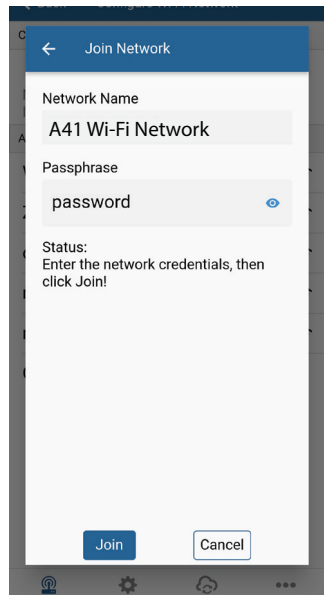 Join Network
Network Name
A41 Wi-Fi Network
Passphrase
password
Status:
Enter the network credentials, then
click Join!
Join
Cancel